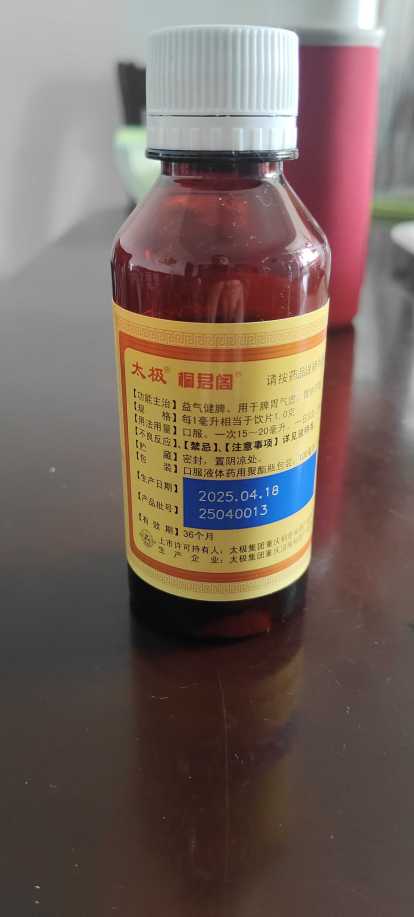 太极® 桐君阁®
请按药品说明
【功能主治】益气健脾。用于脾胃气虚,
【规 格】每1毫升相当于饮片1.0克
【用法用量】口服。一次15～20毫升,一日
【不良反应】、【禁忌】、【注意事项】详见说明书
【贮 藏】密封,置阴凉处。
【包 装】口服液体药用聚酯瓶包装,
【生产日期】2025.04.18
【产品批号】25040013
【有 效 期】36个月
上市许可持有人:太极集团重庆
生 产 企 业:太极集团重庆